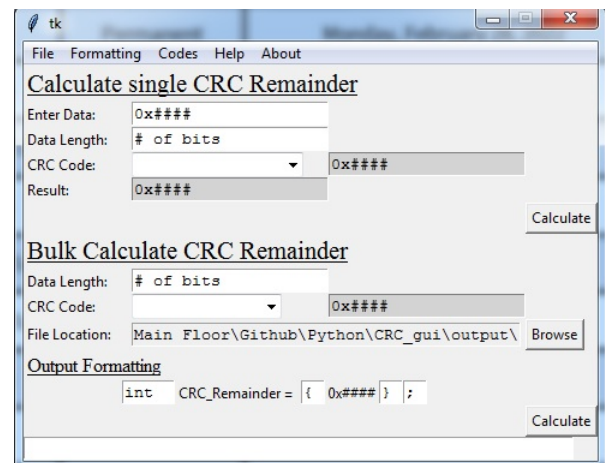 tk
File Formatting Codes Help About
Calculate single CRC Remainder
Enter Data: 0x####
Data Length: # of bits
CRC Code: 0x####
Result: 0x####
Calculate
Bulk Calculate CRC Remainder
Data Length: # of bits
CRC Code: 0x####
File Location: Main Floor\Github\Python\CRC_gui\output\ Browse
Output Formatting
int CRC_Remainder = { 0x#### } ;
Calculate